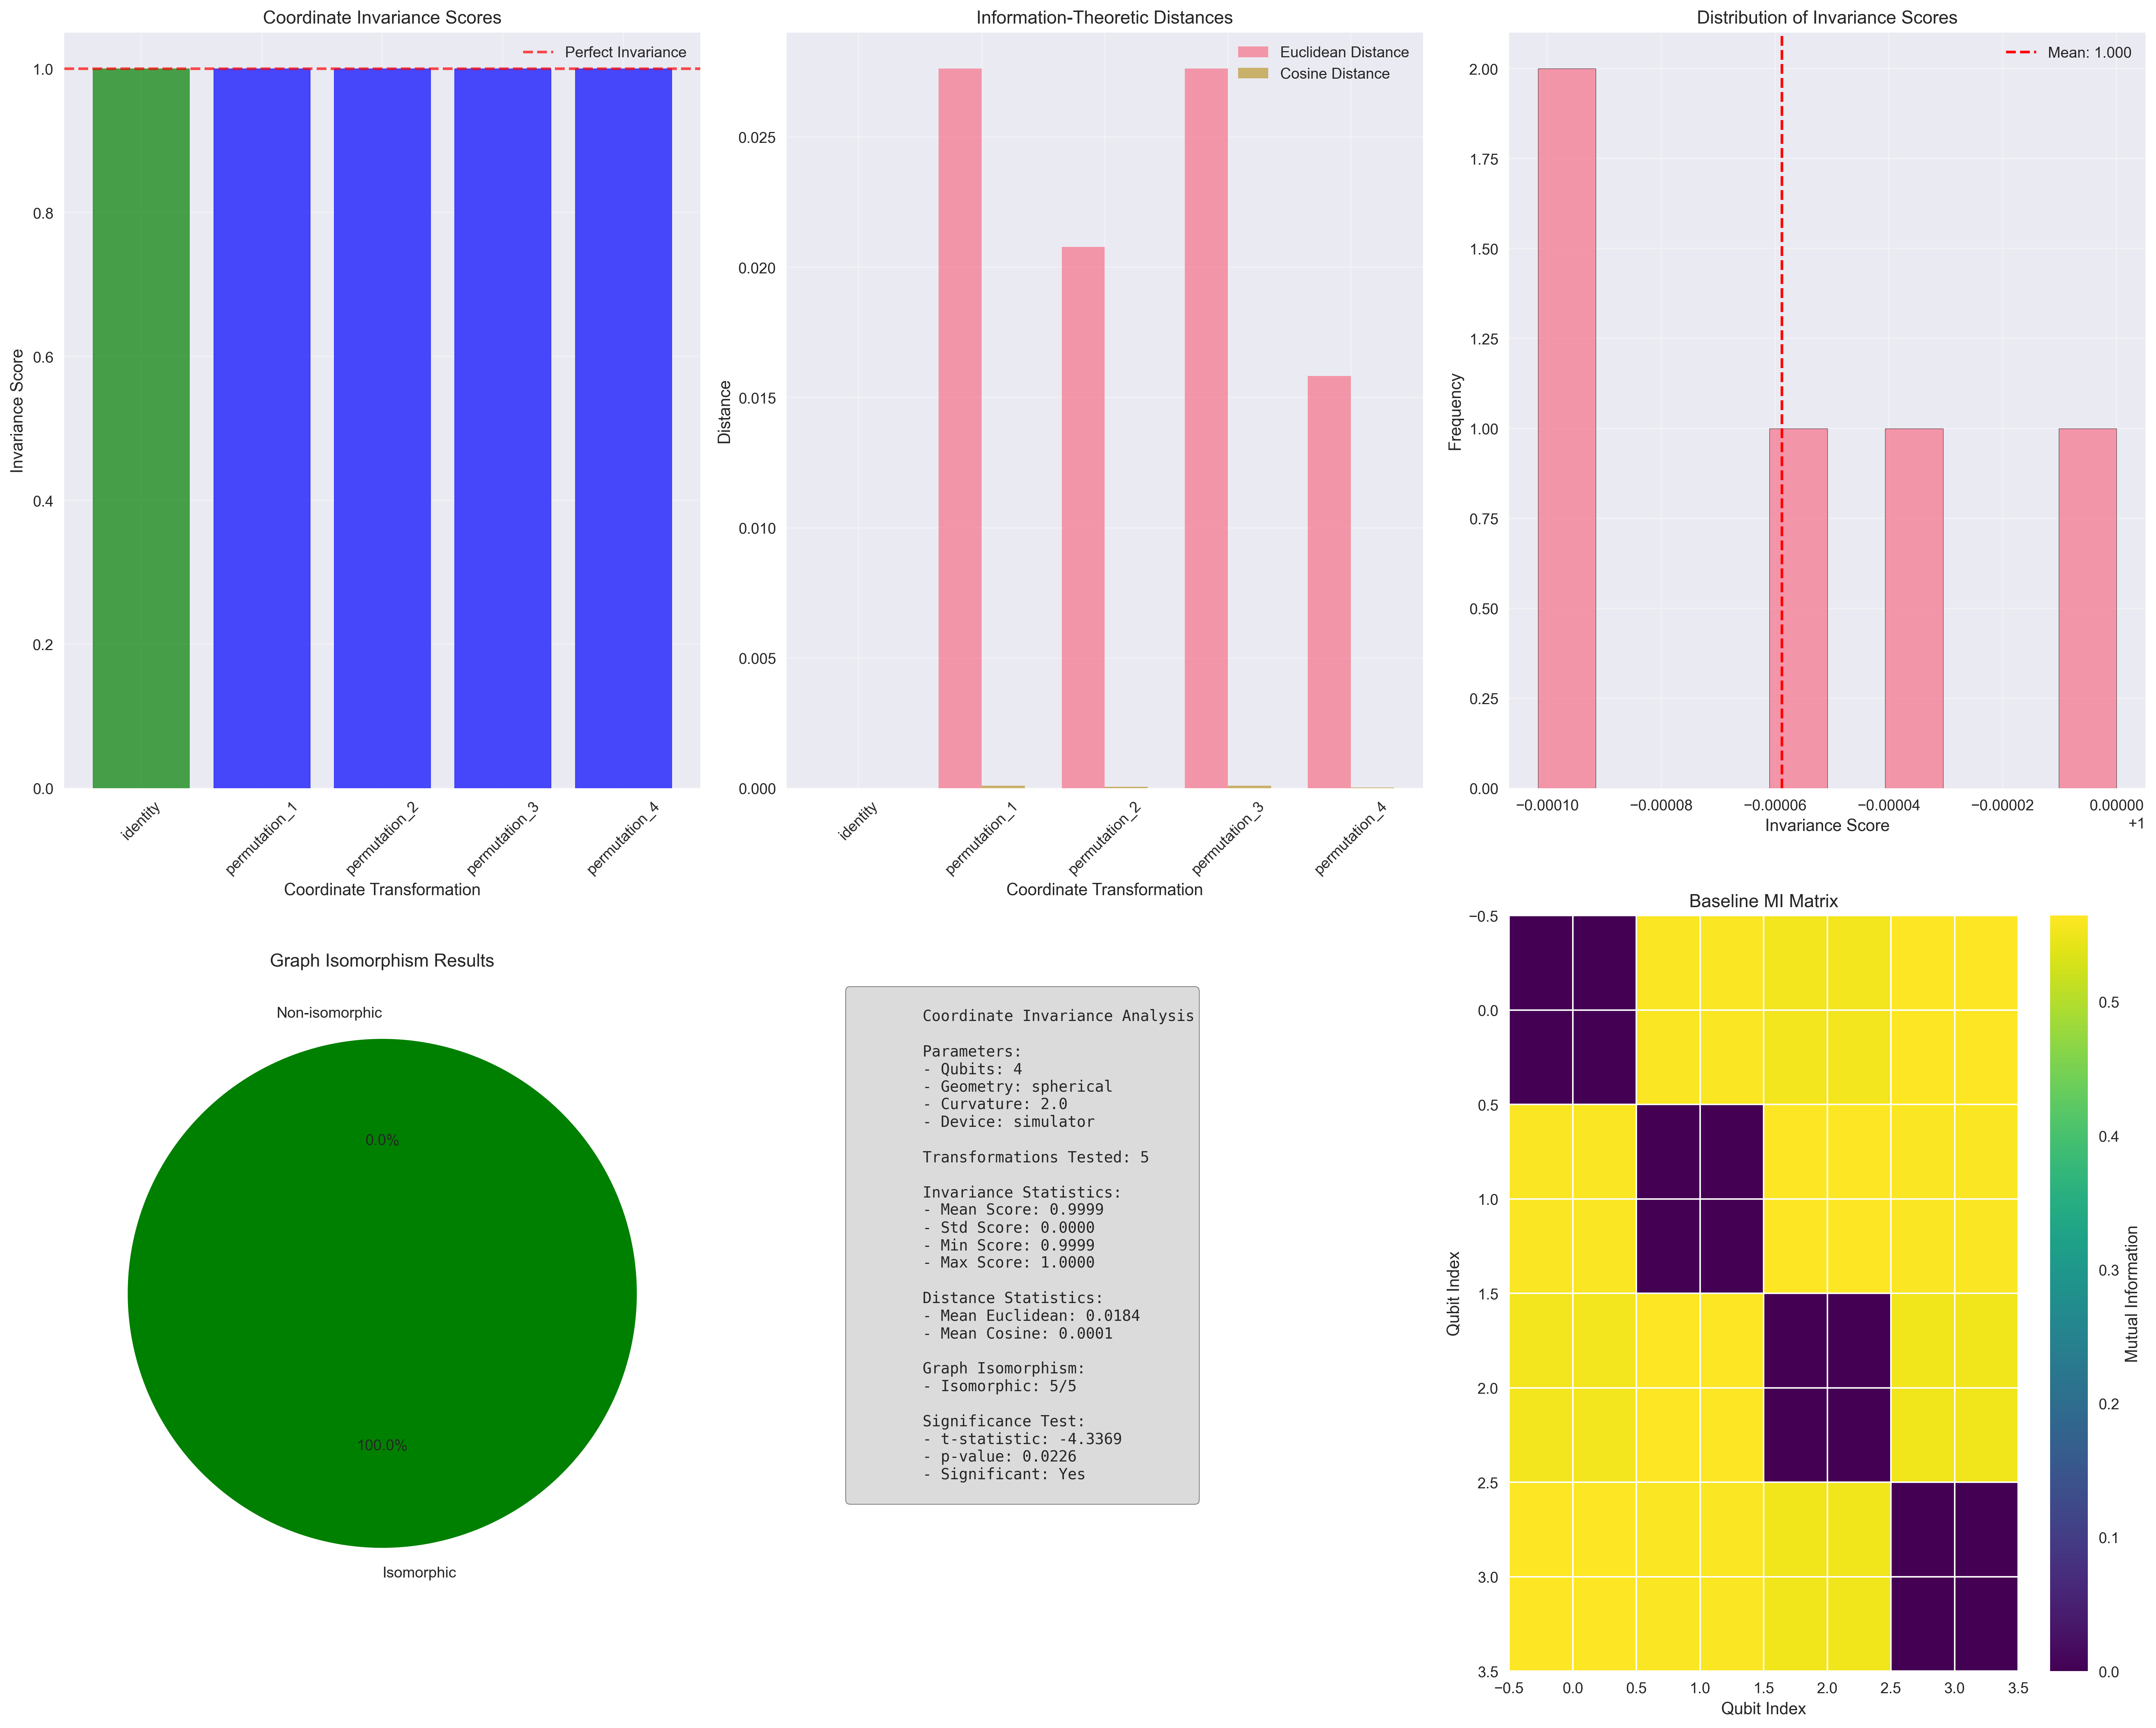 Coordinate Invariance Scores
Perfect Invariance
1.0
0.8
0.6
0.4
0.2
0.0
Invariance Score
identity
permutation_1
permutation_2
permutation_3
permutation_4
Coordinate Transformation
Information-Theoretic Distances
Euclidean Distance
Cosine Distance
0.025
0.020
0.015
0.010
0.005
0.000
Distance
identity
permutation_1
permutation_2
permutation_3
permutation_4
Coordinate Transformation
Distribution of Invariance Scores
Mean: 1.000
2.00
1.75
1.50
1.25
1.00
0.75
0.50
0.25
0.00
Frequency
−0.00010
−0.00008
−0.00006
−0.00004
−0.00002
0.00000
+1
Invariance Score
Graph Isomorphism Results
Non-isomorphic
0.0%
100.0%
Isomorphic
Coordinate Invariance Analysis
Parameters:
- Qubits: 4
- Geometry: spherical
- Curvature: 2.0
- Device: simulator
Transformations Tested: 5
Invariance Statistics:
- Mean Score: 0.9999
- Std Score: 0.0000
- Min Score: 0.9999
- Max Score: 1.0000
Distance Statistics:
- Mean Euclidean: 0.0184
- Mean Cosine: 0.0001
Graph Isomorphism:
- Isomorphic: 5/5
Significance Test:
- t-statistic: -4.3369
- p-value: 0.0226
- Significant: Yes
Baseline MI Matrix
−0.5
0.0
0.5
1.0
1.5
2.0
2.5
3.0
3.5
Qubit Index
−0.5
0.0
0.5
1.0
1.5
2.0
2.5
3.0
3.5
Qubit Index
0.5
0.4
0.3
0.2
0.1
0.0
Mutual Information